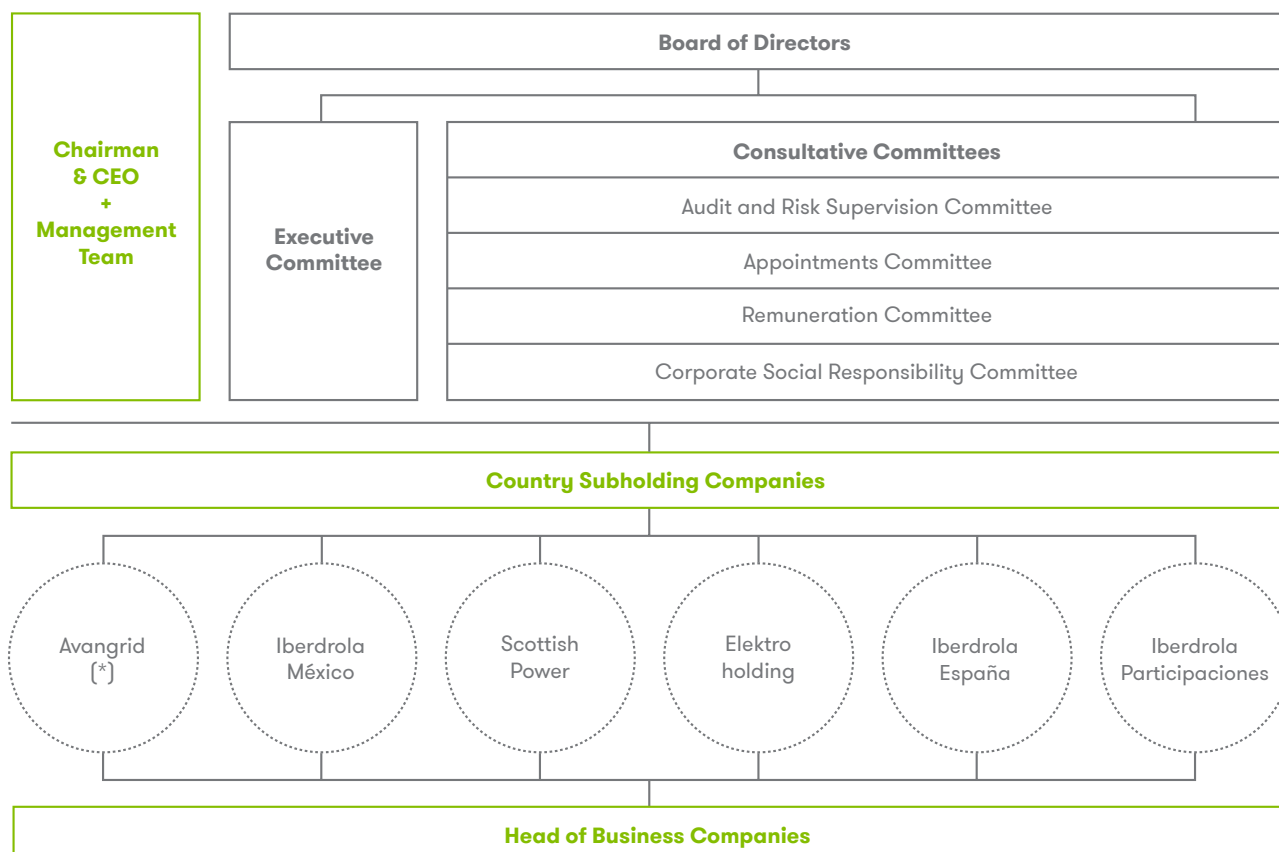 Chairman
& CEO
+
Management
Team
Board of Directors
Executive
Committee
Consultative Committees
Audit and Risk Supervision Committee
Appointments Committee
Remuneration Committee
Corporate Social Responsibility Committee
Country Subholding Companies
Avangrid
(*)
Iberdrola
México
Scottish
Power
Elektro
holding
Iberdrola
España
Iberdrola
Participaciones
Head of Business Companies